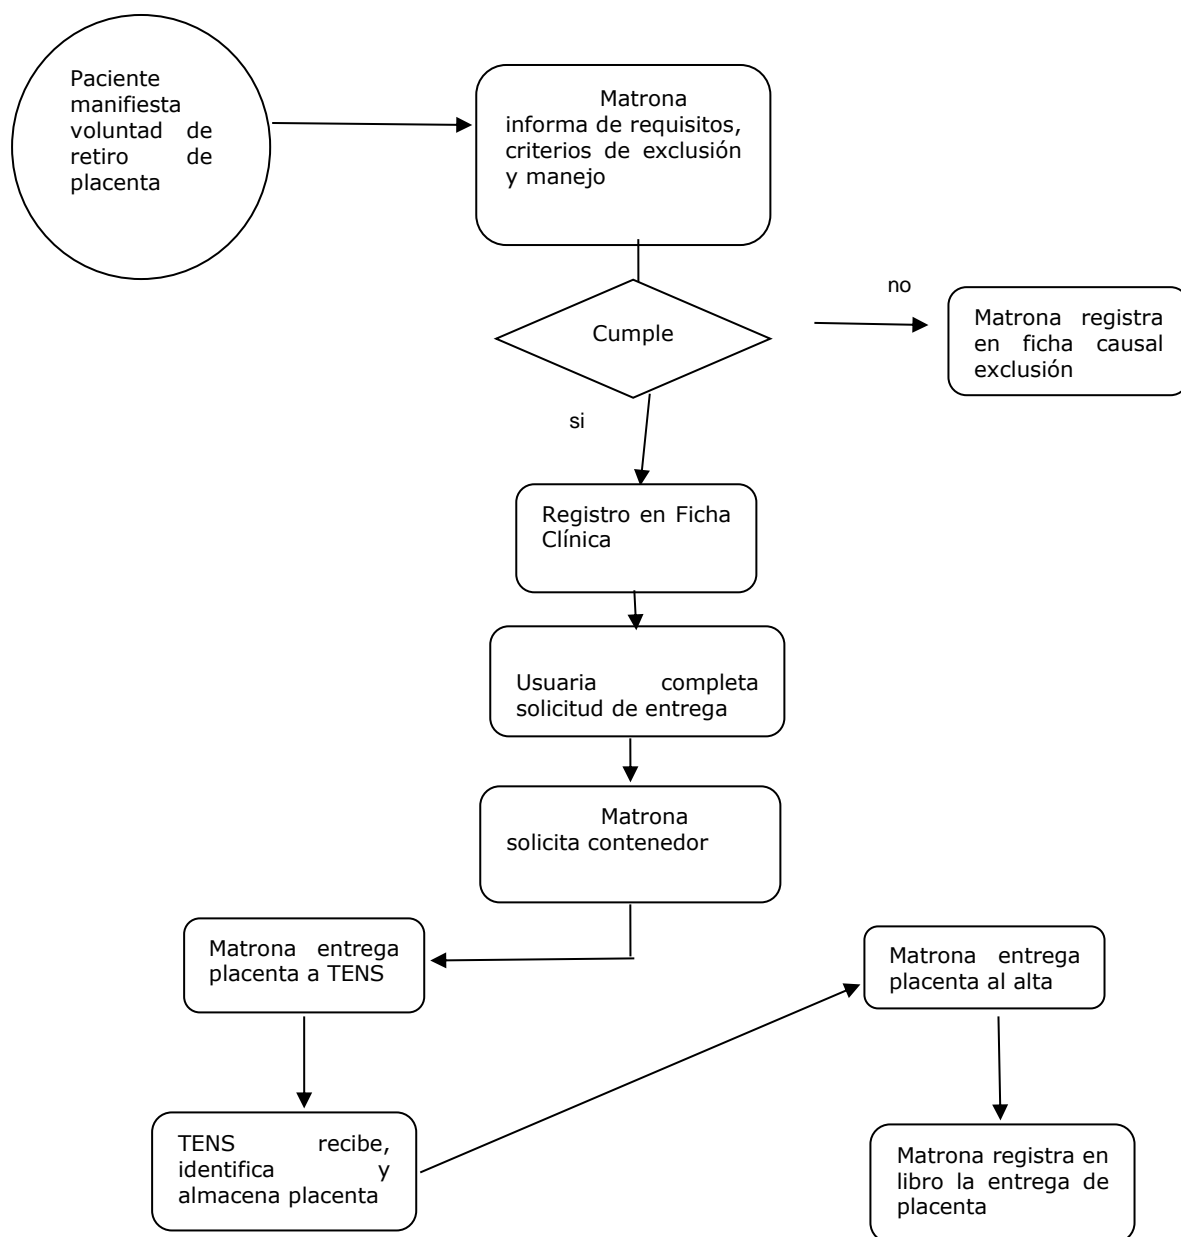 Paciente
manifiesta
voluntad de
retiro de
placenta
Matrona
informa de requisitos,
criterios de exclusión
y manejo
Cumple
no
Matrona registra
en ficha causal
exclusión
si
Registro en Ficha
Clínica
Usuaria completa
solicitud de entrega
Matrona
solicita contenedor
Matrona entrega
placenta a TENS
TENS recibe,
identifica y
almacena placenta
Matrona entrega
placenta al alta
Matrona registra en
libro la entrega de
placenta